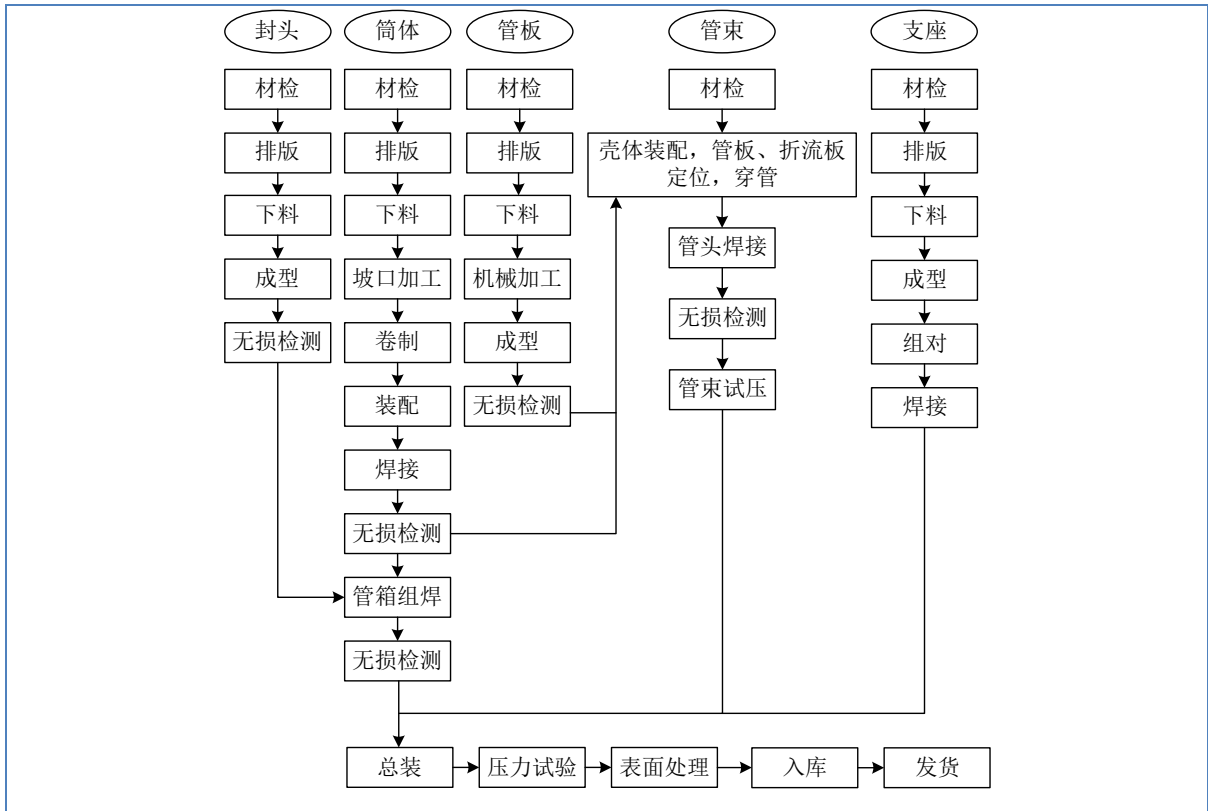 封头
筒体
管板
管束
支座
材检
材检
材检
材检
材检
排版
排版
排版
壳体装配，管板、折流板
定位，穿管
排版
下料
下料
下料
管头焊接
下料
成型
坡口加工
机械加工
无损检测
成型
无损检测
卷制
成型
管束试压
组对
装配
无损检测
焊接
焊接
无损检测
管箱组焊
无损检测
总装
压力试验
表面处理
入库
发货